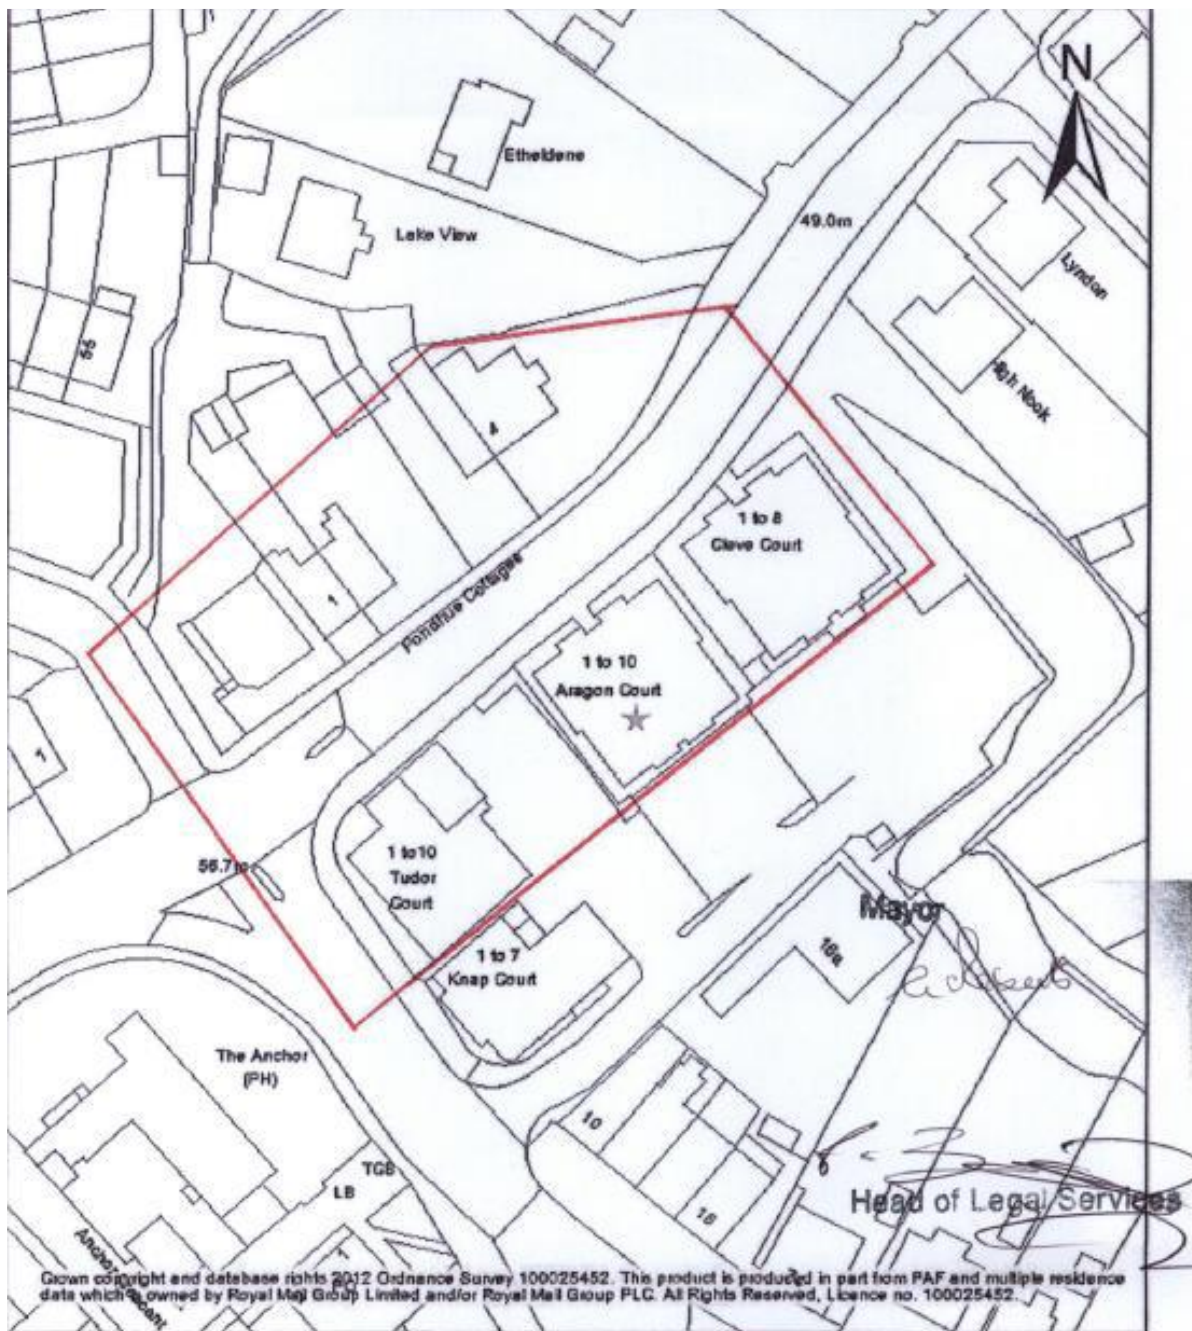 N
Etheldene
Lake View
49.0m
Lyndon
High Nook
55
4
1 to 8
Cleve Court
1
Pondhue Cottages
1 to 10
Aragon Court
1
56.7m
1 to10
Tudor
Court
1 to 7
Knap Court
Mayor
16a
The Anchor
(PH)
10
TCB
LB
16
1
Head of Legal Services
Anchor
Crown copyright and database rights 2012 Ordnance Survey 100025452. This product is produced in part from PAF and multiple residence
data which is owned by Royal Mail Group Limited and/or Royal Mail Group PLC. All Rights Reserved, Licence no. 100025452.